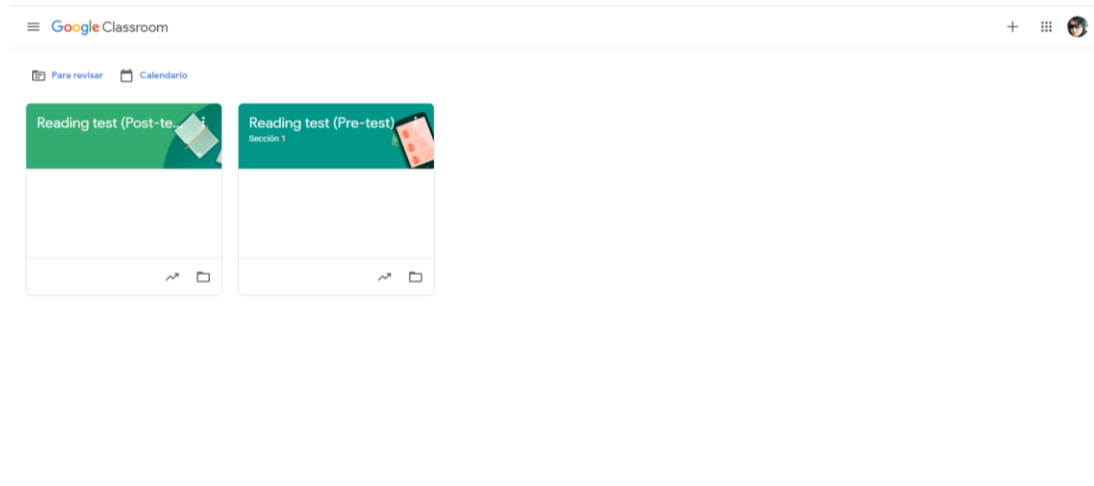 Google Classroom
Para revisar Calendario
Reading test (Post-te...
Reading test (Pre-test)
Sección 1